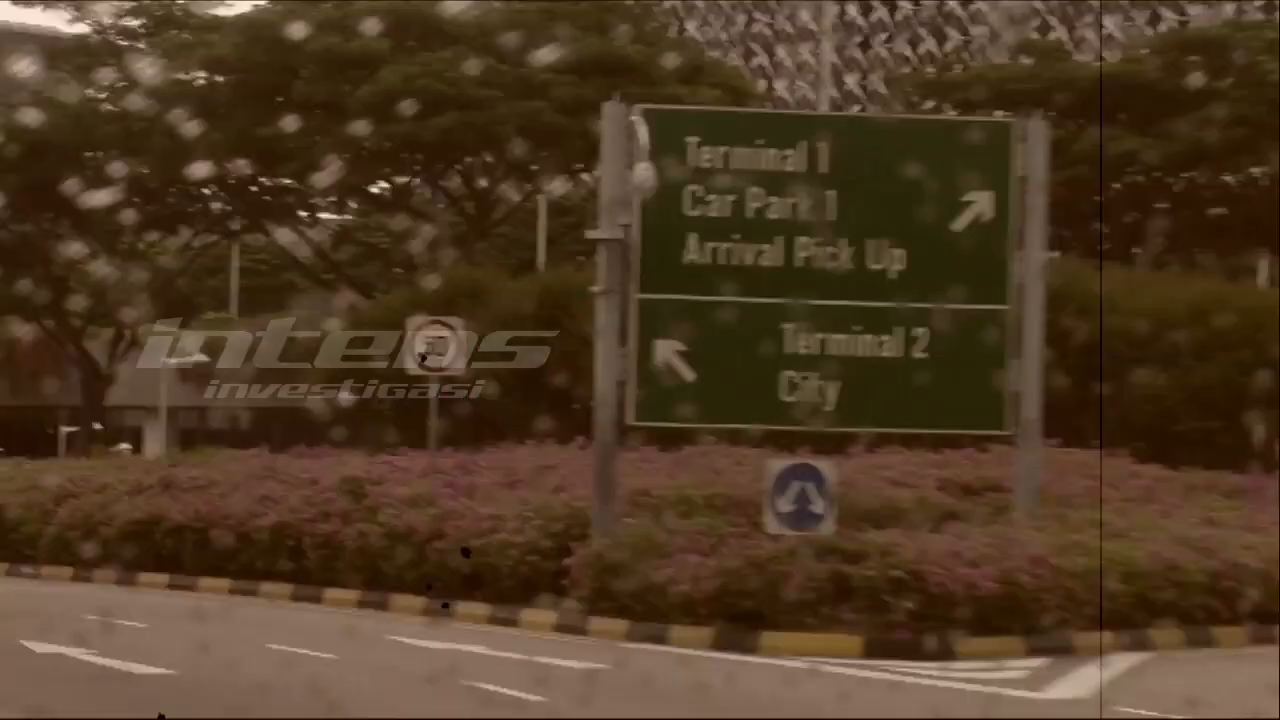 Terminal 1
Car Park 1
Arrival Pick Up
Terminal 2
City
intens
investigasi